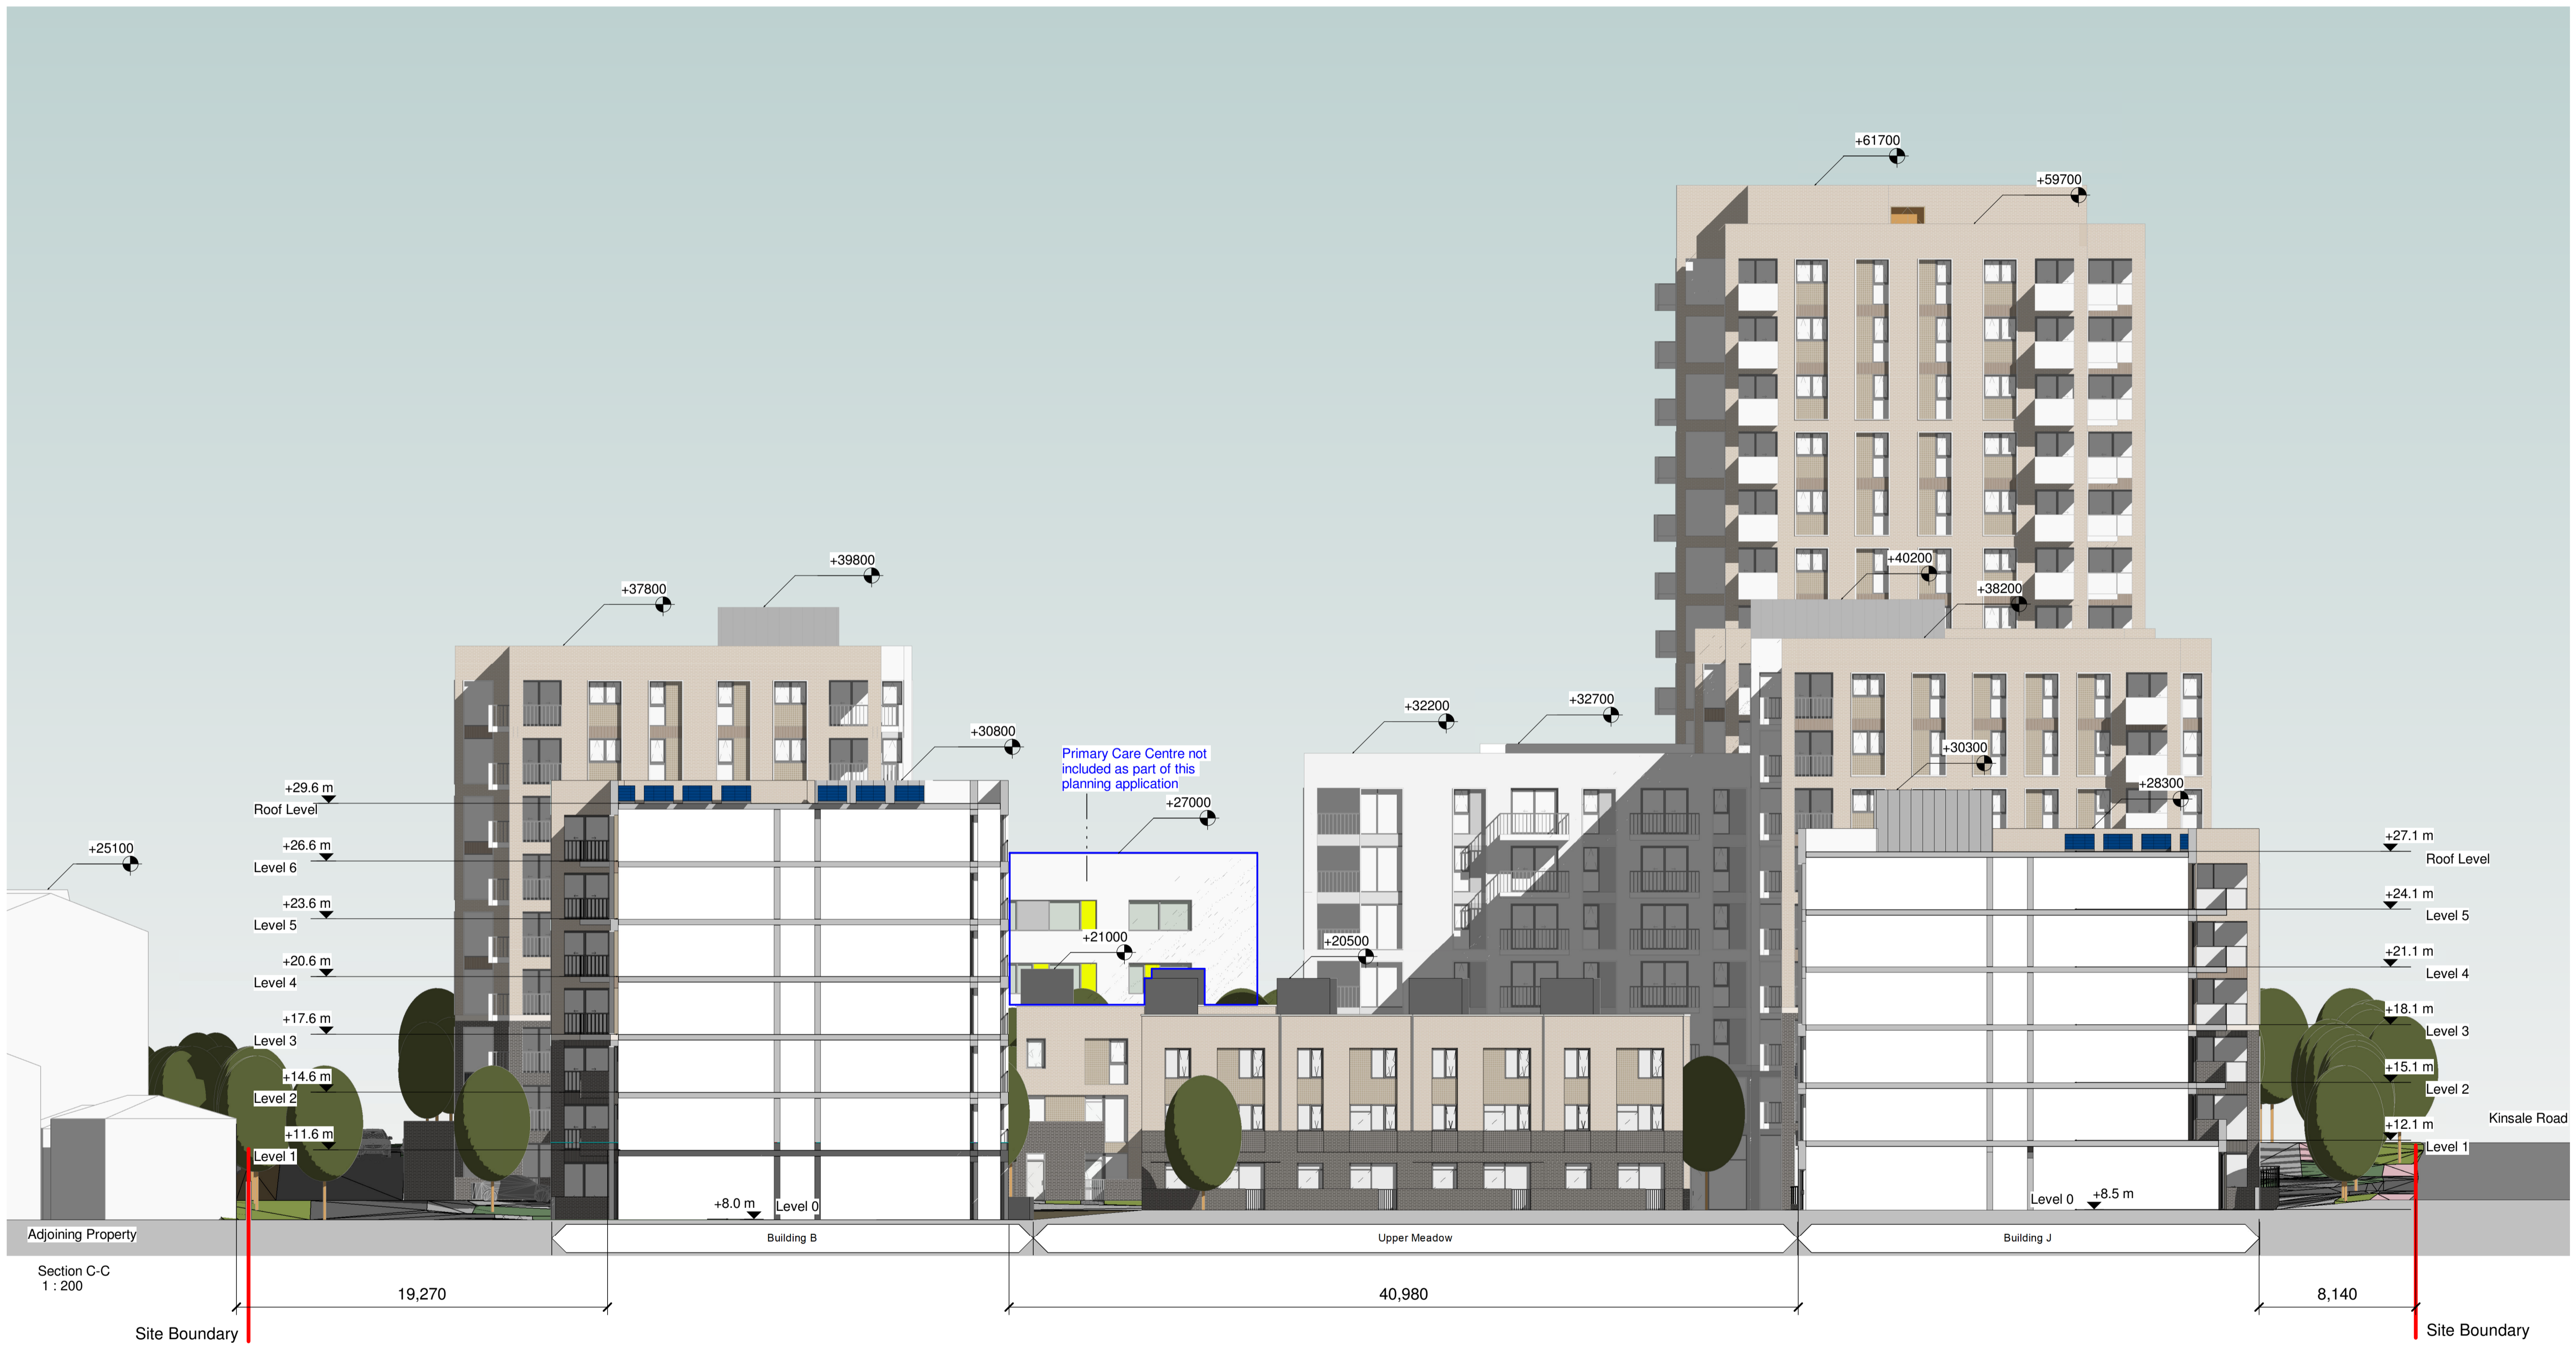 +61700
+59700
+40200
+38200
+39800
+37800
+32700
+32200
+30800
Primary Care Centre not
included as part of this
planning application
+30300
+28300
+29.6 m
Roof Level
+27000
+27.1 m
Roof Level
+25100
+26.6 m
Level 6
+24.1 m
Level 5
+23.6 m
Level 5
+21000
+20500
+21.1 m
Level 4
+20.6 m
Level 4
+18.1 m
Level 3
+17.6 m
Level 3
+15.1 m
Level 2
+14.6 m
Level 2
Kinsale Road
+12.1 m
Level 1
+11.6 m
Level 1
+8.0 m
Level 0
Level 0
+8.5 m
Adjoining Property
Building B
Upper Meadow
Building J
Section C-C
1 : 200
19,270
40,980
8,140
Site Boundary
Site Boundary